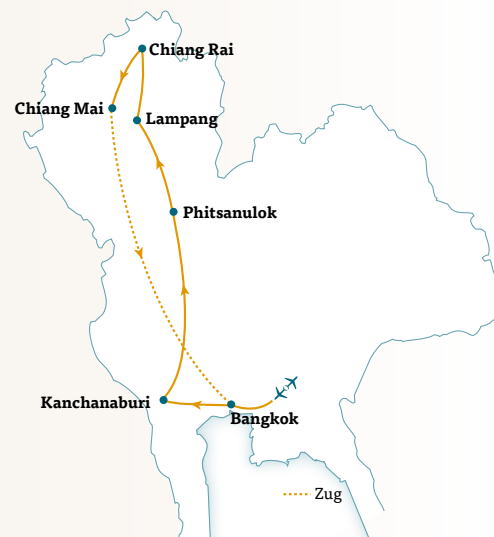 Chiang Rai
Chiang Mai
Lampang
Phitsanulok
Kanchanaburi
Bangkok
Zug